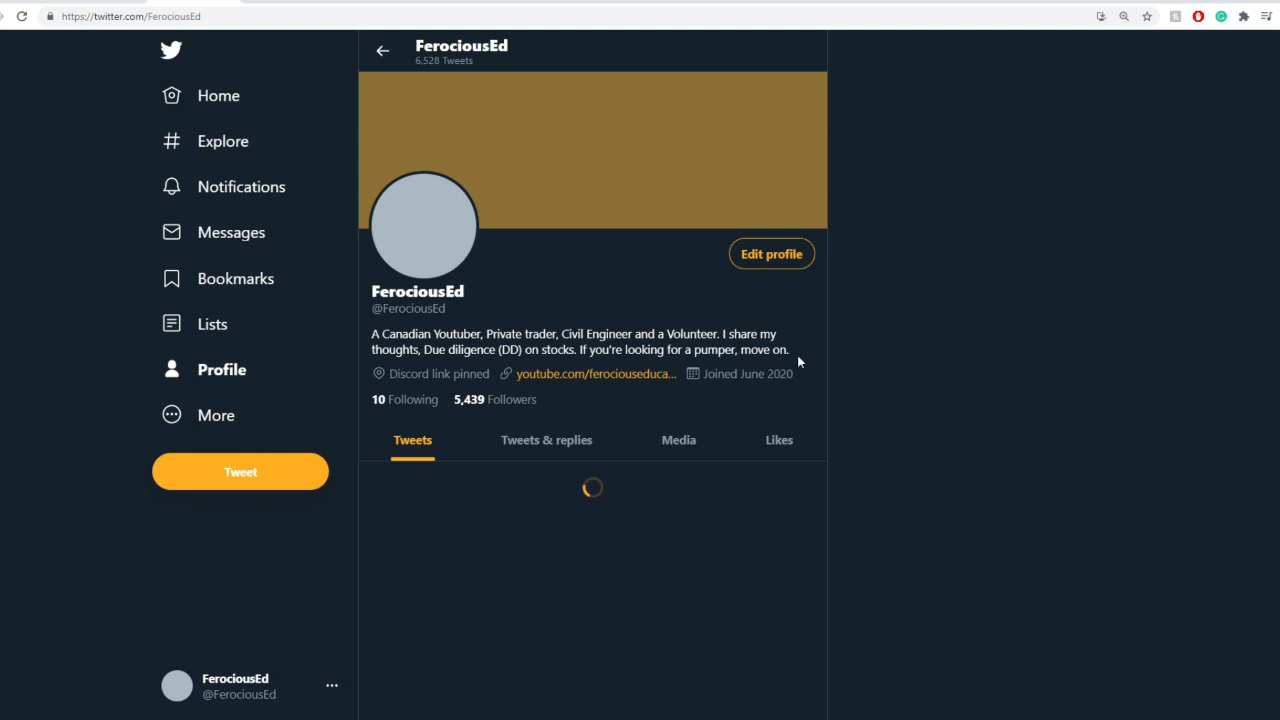 https://twitter.com/FerociousEd
FerociousEd
6,528 Tweets
Home
Explore
Notifications
Messages
Bookmarks
Lists
Profile
More
Tweet
Edit profile
FerociousEd
@FerociousEd
A Canadian Youtuber, Private trader, Civil Engineer and a Volunteer. I share my
thoughts, Due diligence (DD) on stocks. If you're looking for a pumper, move on.
Discord link pinned youtube.com/ferociouseduca... Joined June 2020
10 Following 5,439 Followers
Tweets Tweets & replies Media Likes
FerociousEd
@FerociousEd